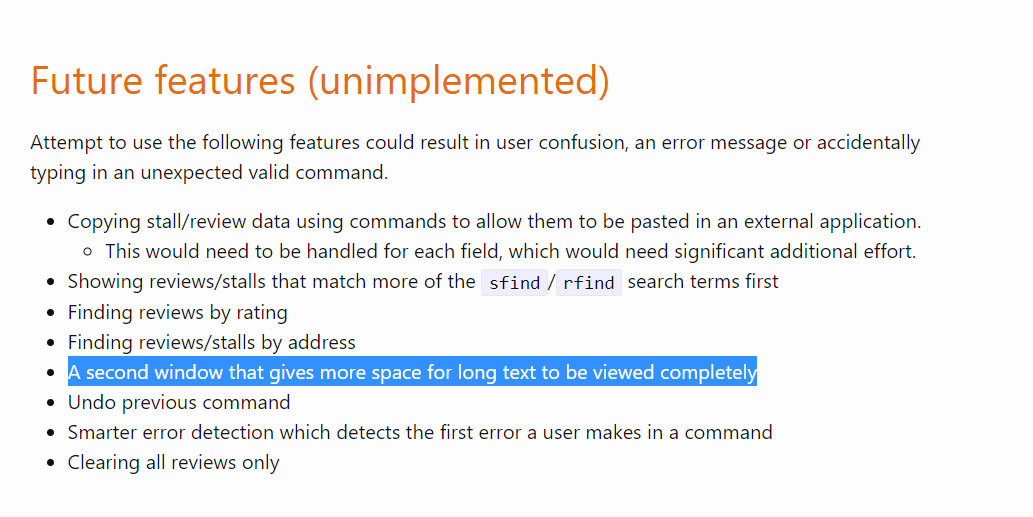 Future features (unimplemented)
Attempt to use the following features could result in user confusion, an error message or accidentally
typing in an unexpected valid command.
Copying stall/review data using commands to allow them to be pasted in an external application.
This would need to be handled for each field, which would need significant additional effort.
Showing reviews/stalls that match more of the sfind/rfind search terms first
Finding reviews by rating
Finding reviews/stalls by address
A second window that gives more space for long text to be viewed completely
Undo previous command
Smarter error detection which detects the first error a user makes in a command
Clearing all reviews only